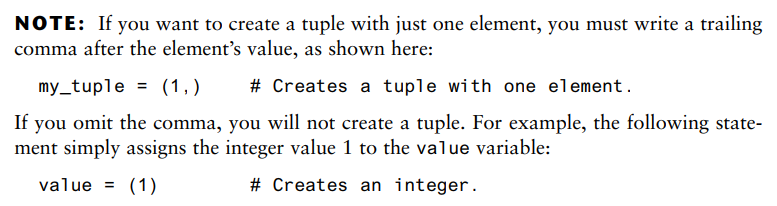 NOTE: If you want to create a tuple with just one element, you must write a trailing
comma after the element’s value, as shown here:
my_tuple = (1,)     # Creates a tuple with one element.
If you omit the comma, you will not create a tuple. For example, the following state-
ment simply assigns the integer value 1 to the value variable:
value = (1)         # Creates an integer.